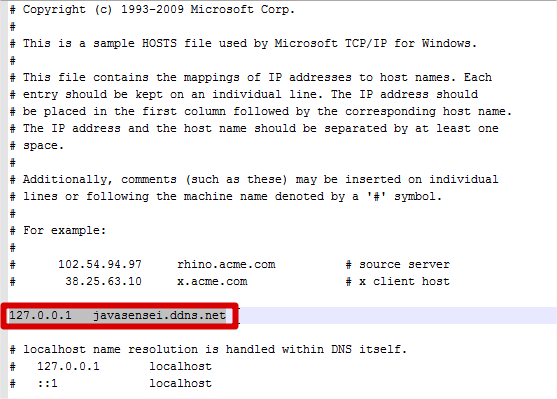 # Copyright (c) 1993-2009 Microsoft Corp.
#
# This is a sample HOSTS file used by Microsoft TCP/IP for Windows.
#
# This file contains the mappings of IP addresses to host names. Each
# entry should be kept on an individual line. The IP address should
# be placed in the first column followed by the corresponding host name.
# The IP address and the host name should be separated by at least one
# space.
#
# Additionally, comments (such as these) may be inserted on individual
# lines or following the machine name denoted by a '#' symbol.
#
# For example:
#
#      102.54.94.97     rhino.acme.com          # source server
#       38.25.63.10     x.acme.com              # x client host
127.0.0.1   javasensei.ddns.net
# localhost name resolution is handled within DNS itself.
#   127.0.0.1       localhost
#   ::1             localhost